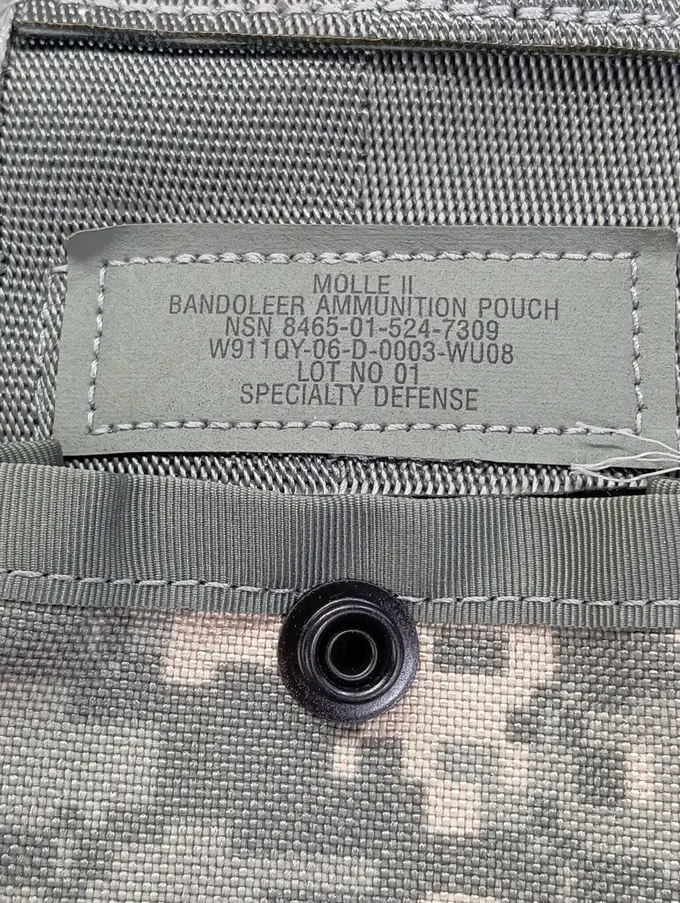 MOLLE II
BANDOLEER AMMUNITION POUCH
NSN 8465-01-524-7309
W911QY-06-D-0003-WU08
LOT NO 01
SPECIALTY DEFENSE